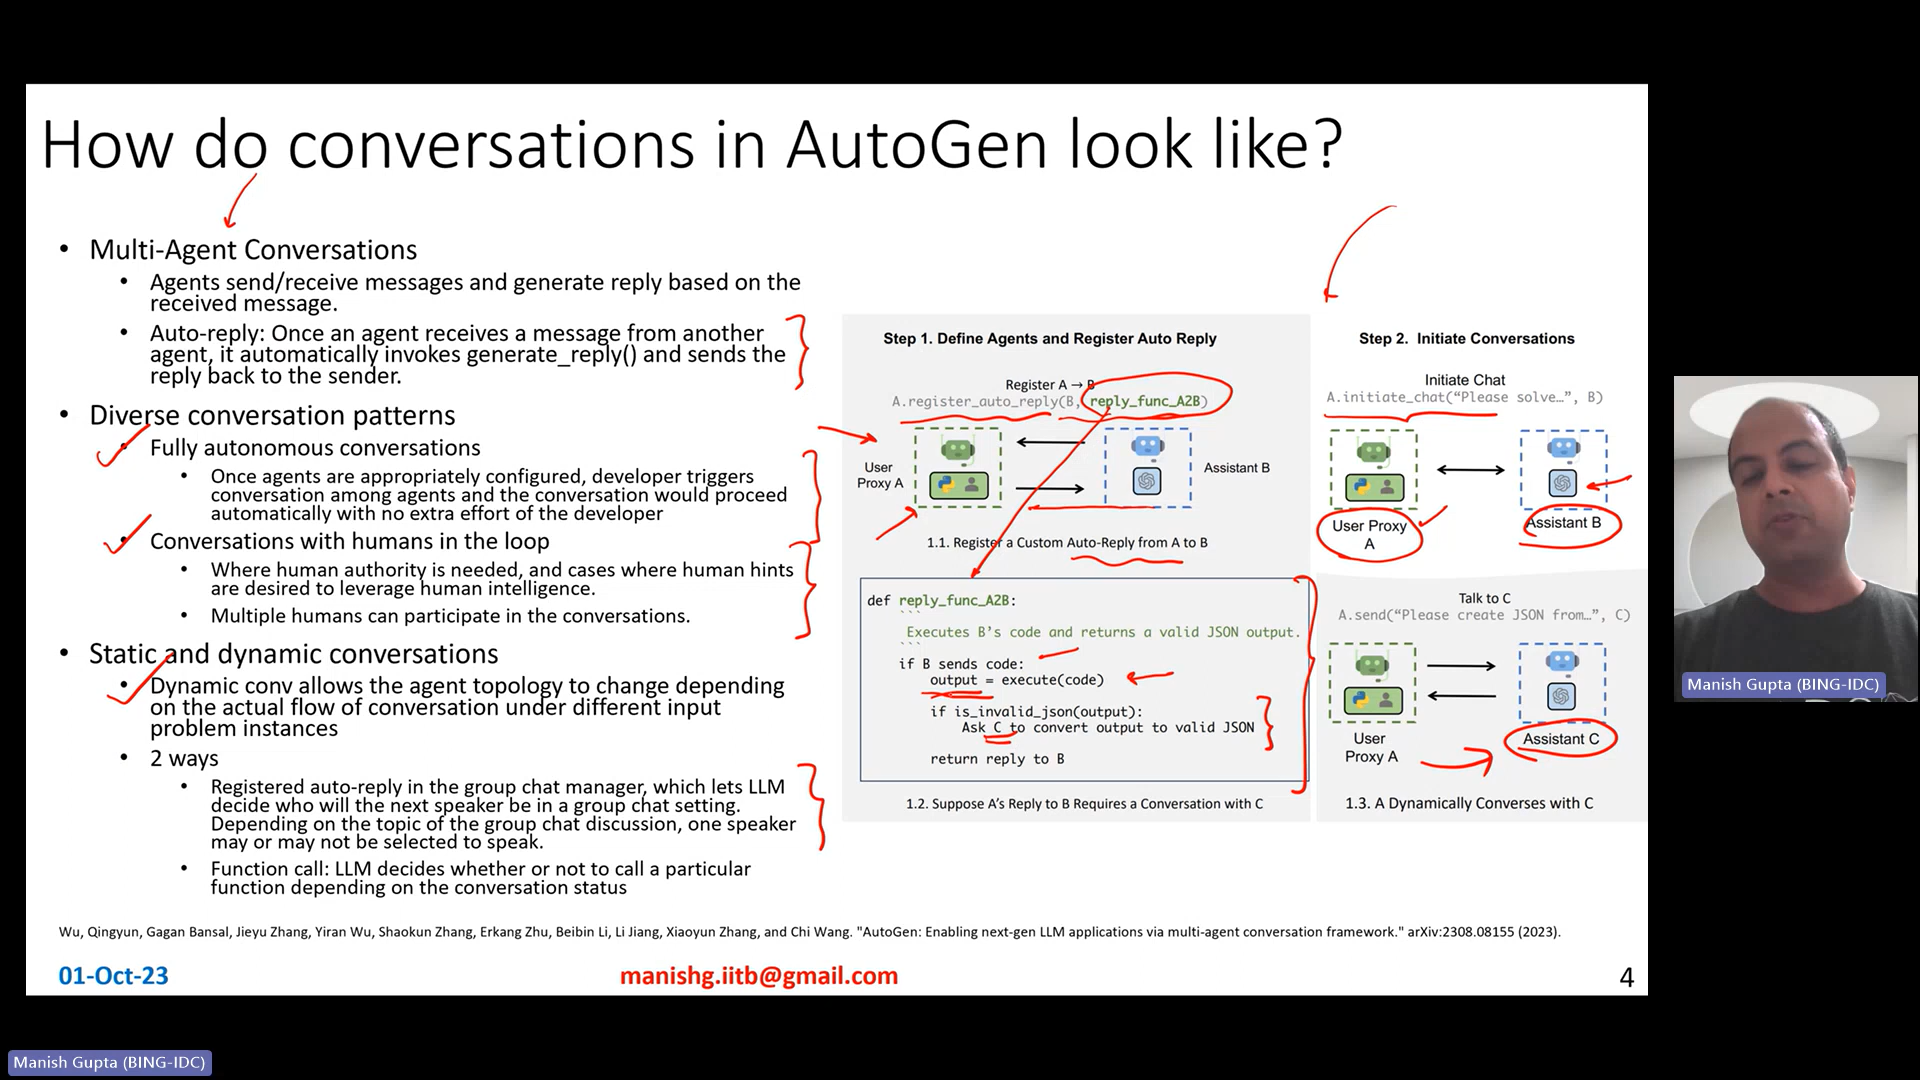 How do conversations in AutoGen look like?
• Multi-Agent Conversations
• Agents send/receive messages and generate reply based on the
received message.
• Auto-reply: Once an agent receives a message from another
agent, it automatically invokes generate_reply() and sends the
reply back to the sender.
• Diverse conversation patterns
• Fully autonomous conversations
• Once agents are appropriately configured, developer triggers
conversation among agents and the conversation would proceed
automatically with no extra effort of the developer
• Conversations with humans in the loop
• Where human authority is needed, and cases where human hints
are desired to leverage human intelligence.
• Multiple humans can participate in the conversations.
• Static and dynamic conversations
• Dynamic conv allows the agent topology to change depending
on the actual flow of conversation under different input
problem instances
• 2 ways
• Registered auto-reply in the group chat manager, which lets LLM
decide who will the next speaker be in a group chat setting.
Depending on the topic of the group chat discussion, one speaker
may or may not be selected to speak.
• Function call: LLM decides whether or not to call a particular
function depending on the conversation status
Step 1. Define Agents and Register Auto Reply
Register A → B
A.register_auto_reply(B, reply_func_A2B)
User
Proxy A
Assistant B
1.1. Register a Custom Auto-Reply from A to B
def reply_func_A2B:
```
Executes B's code and returns a valid JSON output.
```
if B sends code:
output = execute(code)
if is_invalid_json(output):
Ask C to convert output to valid JSON
return reply to B
1.2. Suppose A's Reply to B Requires a Conversation with C
Step 2. Initiate Conversations
Initiate Chat
A.initiate_chat(“Please solve…”, B)
User Proxy
A
Assistant B
Talk to C
A.send(“Please create JSON from…”, C)
User
Proxy A
Assistant C
1.3. A Dynamically Converses with C
Wu, Qingyun, Gagan Bansal, Jieyu Zhang, Yiran Wu, Shaokun Zhang, Erkang Zhu, Beibin Li, Li Jiang, Xiaoyun Zhang, and Chi Wang. "AutoGen: Enabling next-gen LLM applications via multi-agent conversation framework." arXiv:2308.08155 (2023).
01-Oct-23
manishg.iitb@gmail.com
4
Manish Gupta (BING-IDC)
Manish Gupta (BING-IDC)